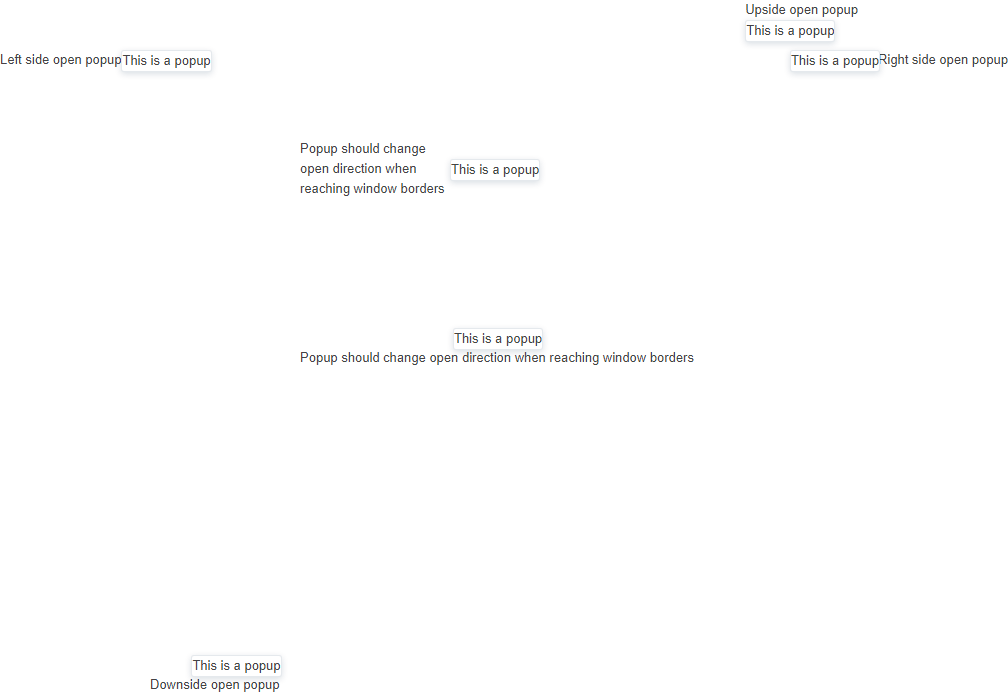 Upside open popup
This is a popup
Left side open popup
This is a popup
This is a popup
Right side open popup
Popup should change
open direction when
reaching window borders
This is a popup
This is a popup
Popup should change open direction when reaching window borders
This is a popup
Downside open popup